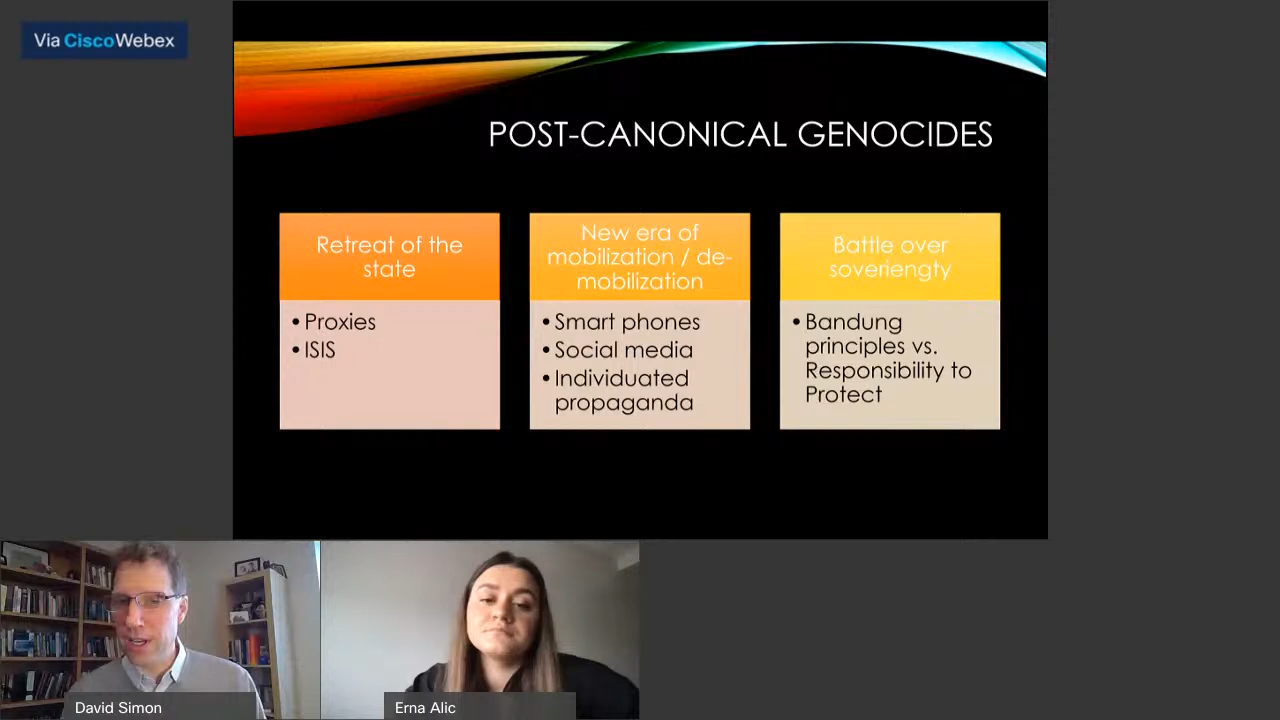 Via CiscoWebex
POST-CANONICAL GENOCIDES
Retreat of the
state
• Proxies
• ISIS
New era of
mobilization / de-
mobilization
• Smart phones
• Social media
• Individuated
propaganda
Battle over
soveriengty
• Bandung
principles vs.
Responsibility to
Protect
David Simon
Erna Alic